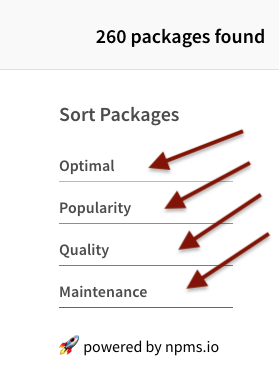 260 packages found
Sort Packages
Optimal
Popularity
Quality
Maintenance
🚀 powered by npms.io